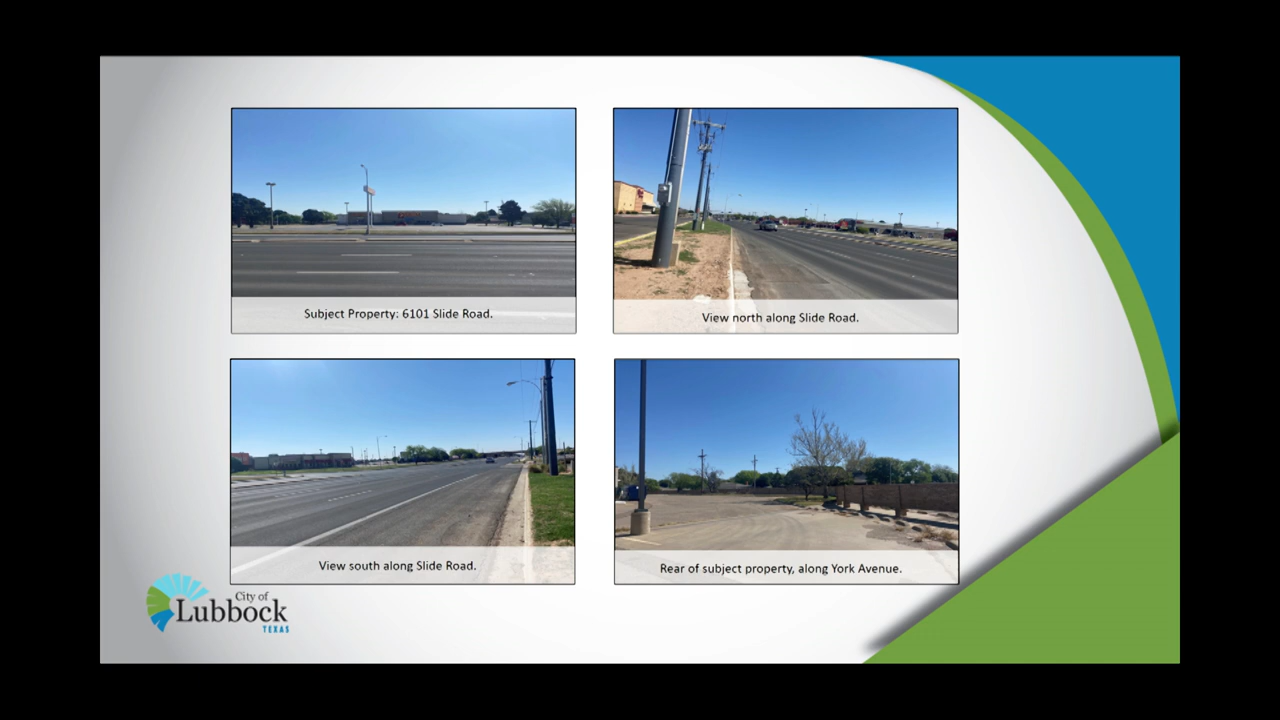 Subject Property: 6101 Slide Road.
View north along Slide Road.
View south along Slide Road.
Rear of subject property, along York Avenue.
City of
Lubbock
TEXAS